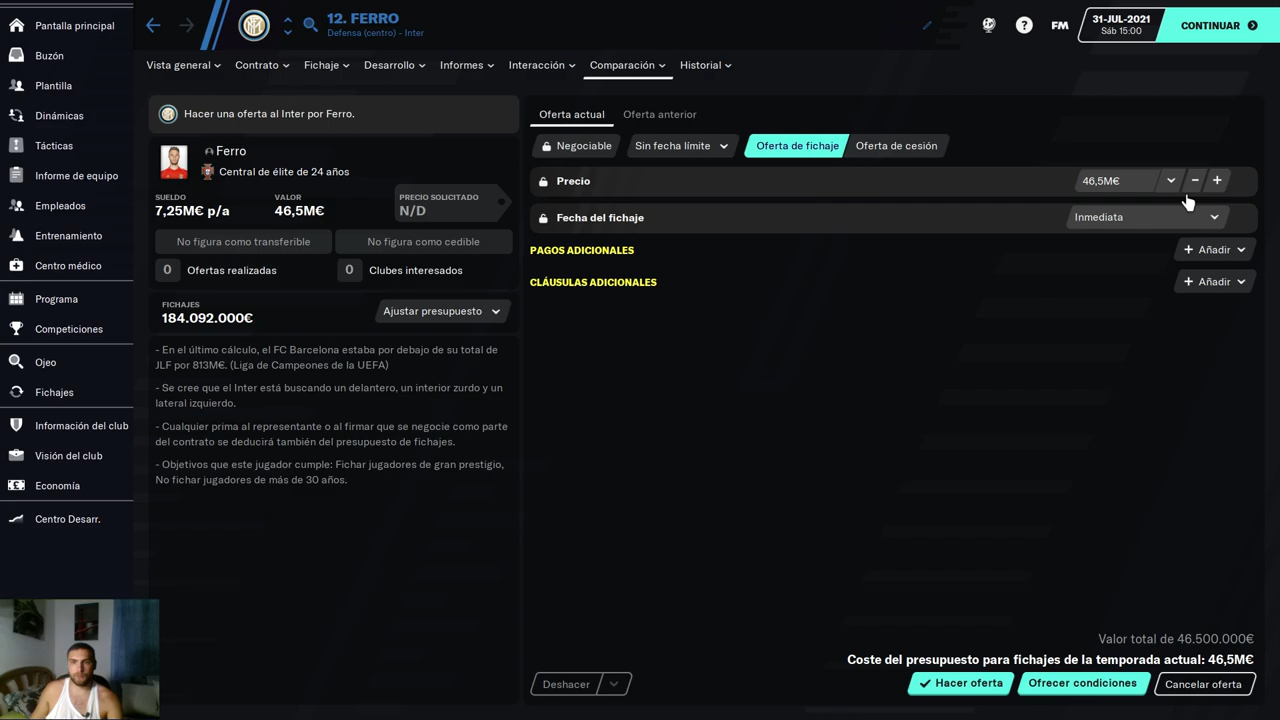 Pantalla principal
Buzón
Plantilla
Dinámicas
Tácticas
Informe de equipo
Empleados
Entrenamiento
Centro médico
Programa
Competiciones
Ojeo
Fichajes
Información del club
Visión del club
Economía
Centro Desarr.
12. FERRO
Defensa (centro) - Inter
?
FM
31-JUL-2021
Sáb 15:00
CONTINUAR
Vista general
Contrato
Fichaje
Desarrollo
Informes
Interacción
Comparación
Historial
Hacer una oferta al Inter por Ferro.
Ferro
Central de élite de 24 años
SUELDO
7,25M€ p/a
VALOR
46,5M€
PRECIO SOLICITADO
N/D
No figura como transferible
No figura como cedible
0 Ofertas realizadas
0 Clubes interesados
FICHAJES
184.092.000€
Ajustar presupuesto
- En el último cálculo, el FC Barcelona estaba por debajo de su total de
JLF por 813M€. (Liga de Campeones de la UEFA)
- Se cree que el Inter está buscando un delantero, un interior zurdo y un
lateral izquierdo.
- Cualquier prima al representante o al firmar que se negocie como parte
del contrato se deducirá también del presupuesto de fichajes.
- Objetivos que este jugador cumple: Fichar jugadores de gran prestigio,
No fichar jugadores de más de 30 años.
Oferta actual
Oferta anterior
Negociable
Sin fecha límite
Oferta de fichaje
Oferta de cesión
Precio
46,5M€
Fecha del fichaje
Inmediata
PAGOS ADICIONALES
+ Añadir
CLÁUSULAS ADICIONALES
+ Añadir
Valor total de 46.500.000€
Coste del presupuesto para fichajes de la temporada actual: 46,5M€
Deshacer
Hacer oferta
Ofrecer condiciones
Cancelar oferta